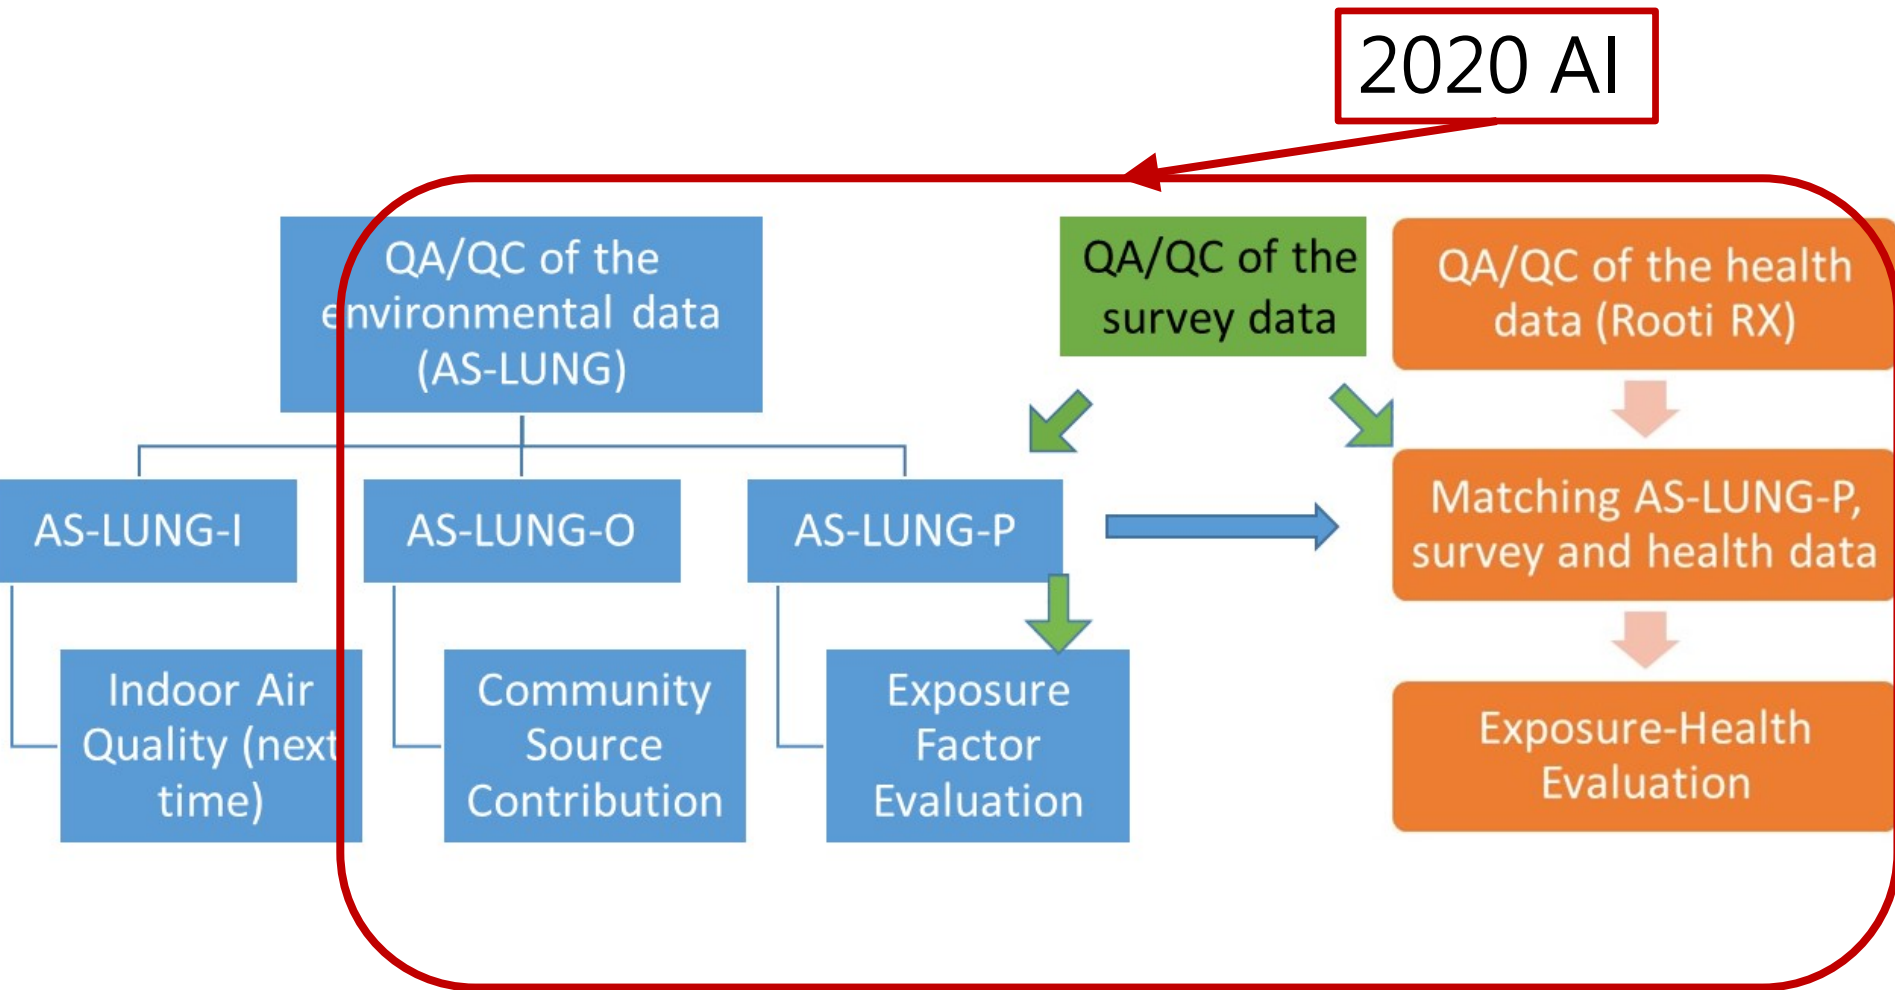 2020 AI
QA/QC of the
environmental data
(AS-LUNG)
QA/QC of the
survey data
QA/QC of the health
data (Rooti RX)
AS-LUNG-I
AS-LUNG-O
AS-LUNG-P
Matching AS-LUNG-P,
survey and health data
Indoor Air
Quality (next
time)
Community
Source
Contribution
Exposure
Factor
Evaluation
Exposure-Health
Evaluation